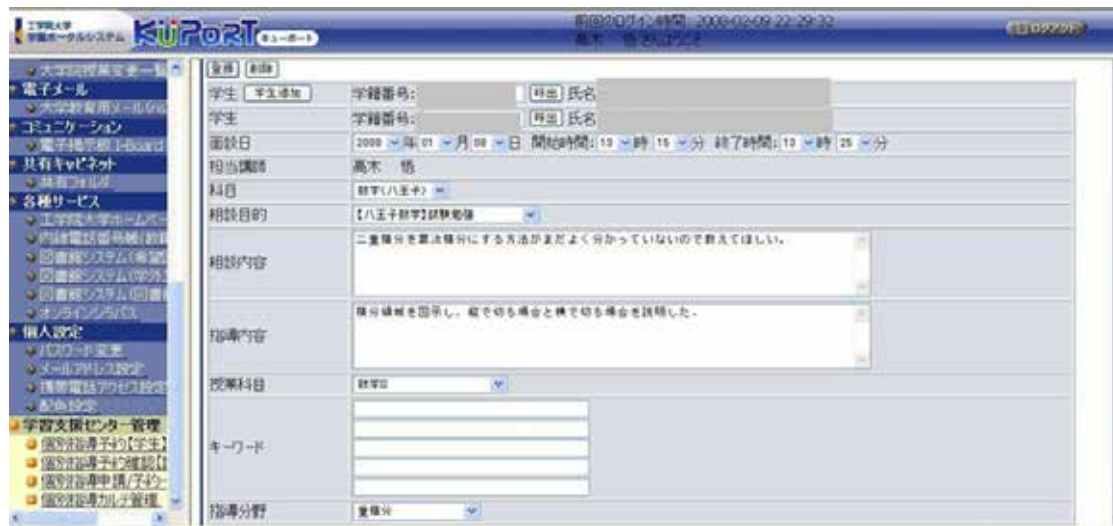 工学院大学
学園ポータルシステム KÜPORT キューポート
前回のログイン時間 2008-02-09 22:29:32
高木 悟さんようこそ
ログアウト
大学院授業変更一覧
電子メール
コミュニケーション
電子掲示板 I-Board
共有キャビネット
共有フォルダ
各種サービス
工学院大学ホームペー
図書館システム(学外
オンラインシラバス
個人設定
パスワード変更
メールアドレス設定
携帯電話アクセス設定
配色設定
学習支援センター管理
個別指導予約【学生】
個別指導予約確認【
個別指導申請/予約
個別指導カルテ管理
登録 削除
学生 学生追加 学籍番号: 呼出 氏名
学生 学籍番号: 呼出 氏名
面談日 2008 年 01 月 08 日 開始時間: 13 時 15 分 終了時間: 13 時 25 分
担当講師 高木 悟
科目 数学(八王子)
相談目的 【八王子数学】試験勉強
相談内容 二重積分を累次積分にする方法がまだよく分かっていないので教えてほしい。
指導内容 積分領域を図示し、縦で切る場合と横で切る場合を説明した。
授業科目 数学II
キーワード
指導分野 重積分